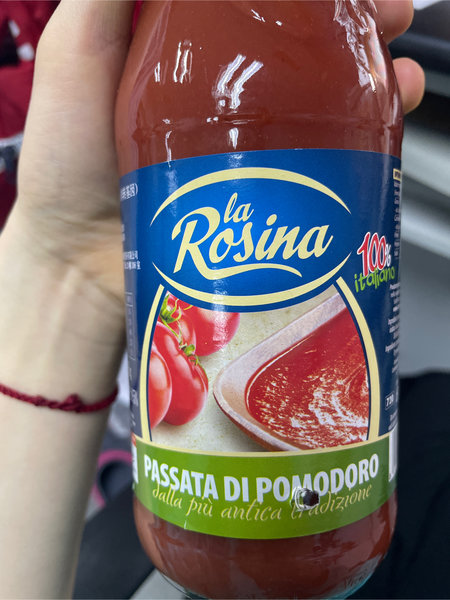 la
Rosina
100%
italiano
PASSATA DI POMODORO
dalla più antica tradizione